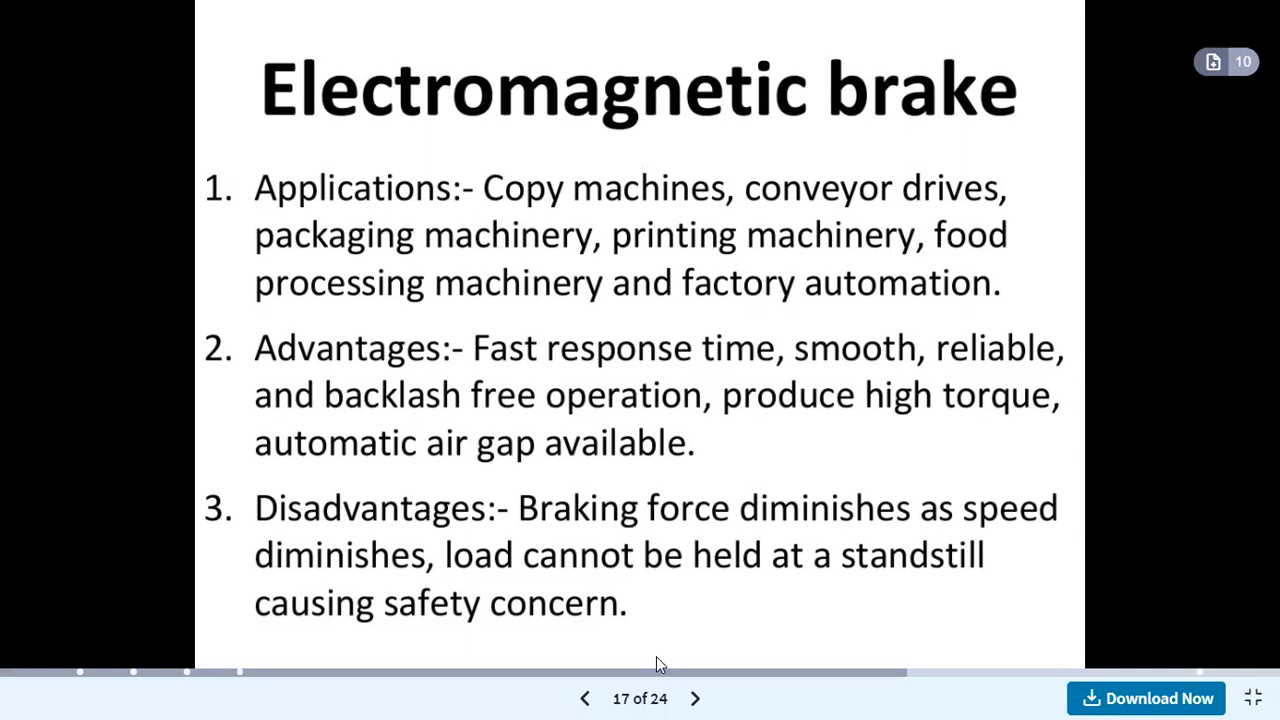 10
Electromagnetic brake
1. Applications:- Copy machines, conveyor drives,
packaging machinery, printing machinery, food
processing machinery and factory automation.
2. Advantages:- Fast response time, smooth, reliable,
and backlash free operation, produce high torque,
automatic air gap available.
3. Disadvantages:- Braking force diminishes as speed
diminishes, load cannot be held at a standstill
causing safety concern.
17 of 24
Download Now